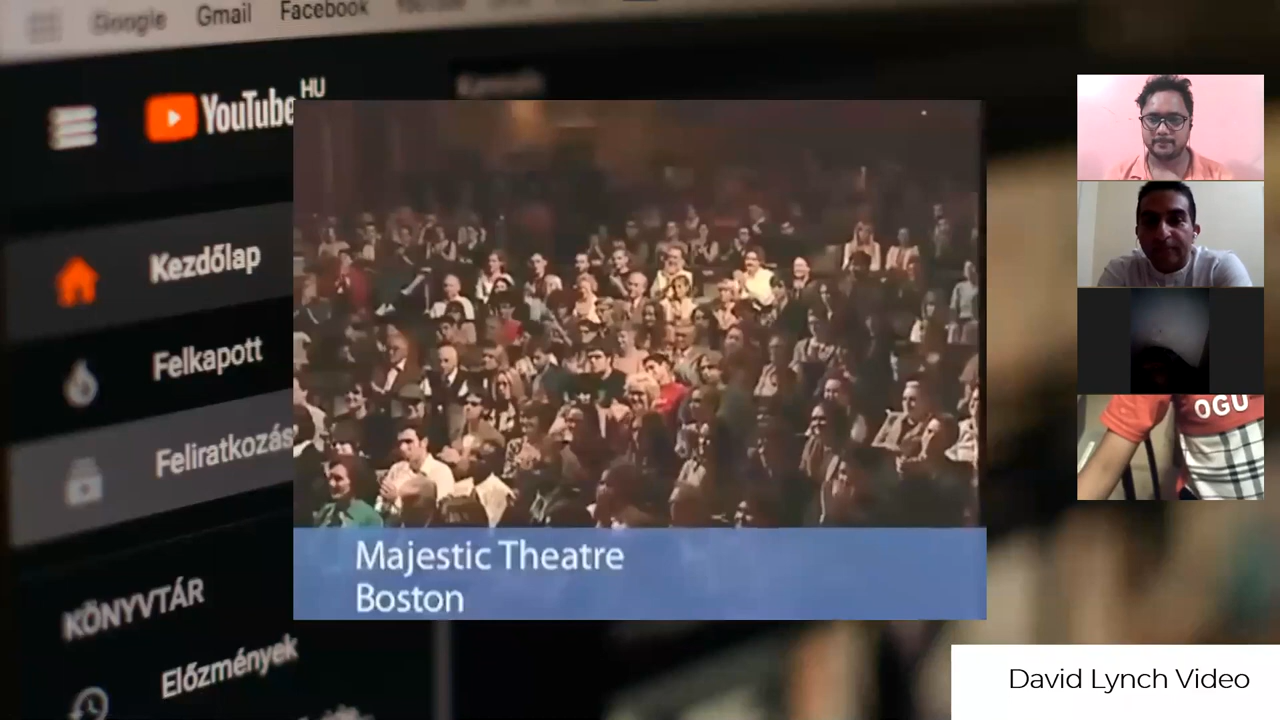 Google Gmail Facebook
YouTube HU
Kezdőlap
Felkapott
Feliratkozás
KÖNYVTÁR
Előzmények
Majestic Theatre
Boston
OGU
David Lynch Video